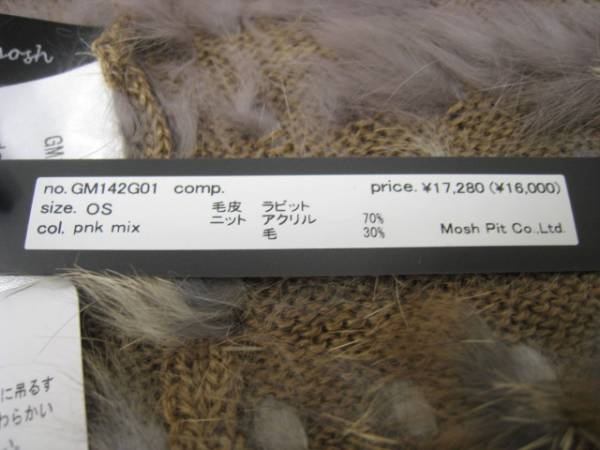 mosh
GM
no. GM142G01 comp. price. ¥17,280 (¥16,000)
size. OS 毛皮 ラビット
col. pnk mix ニット アクリル 70%
毛 30% Mosh Pit Co.,Ltd.
に吊るす
わらかい